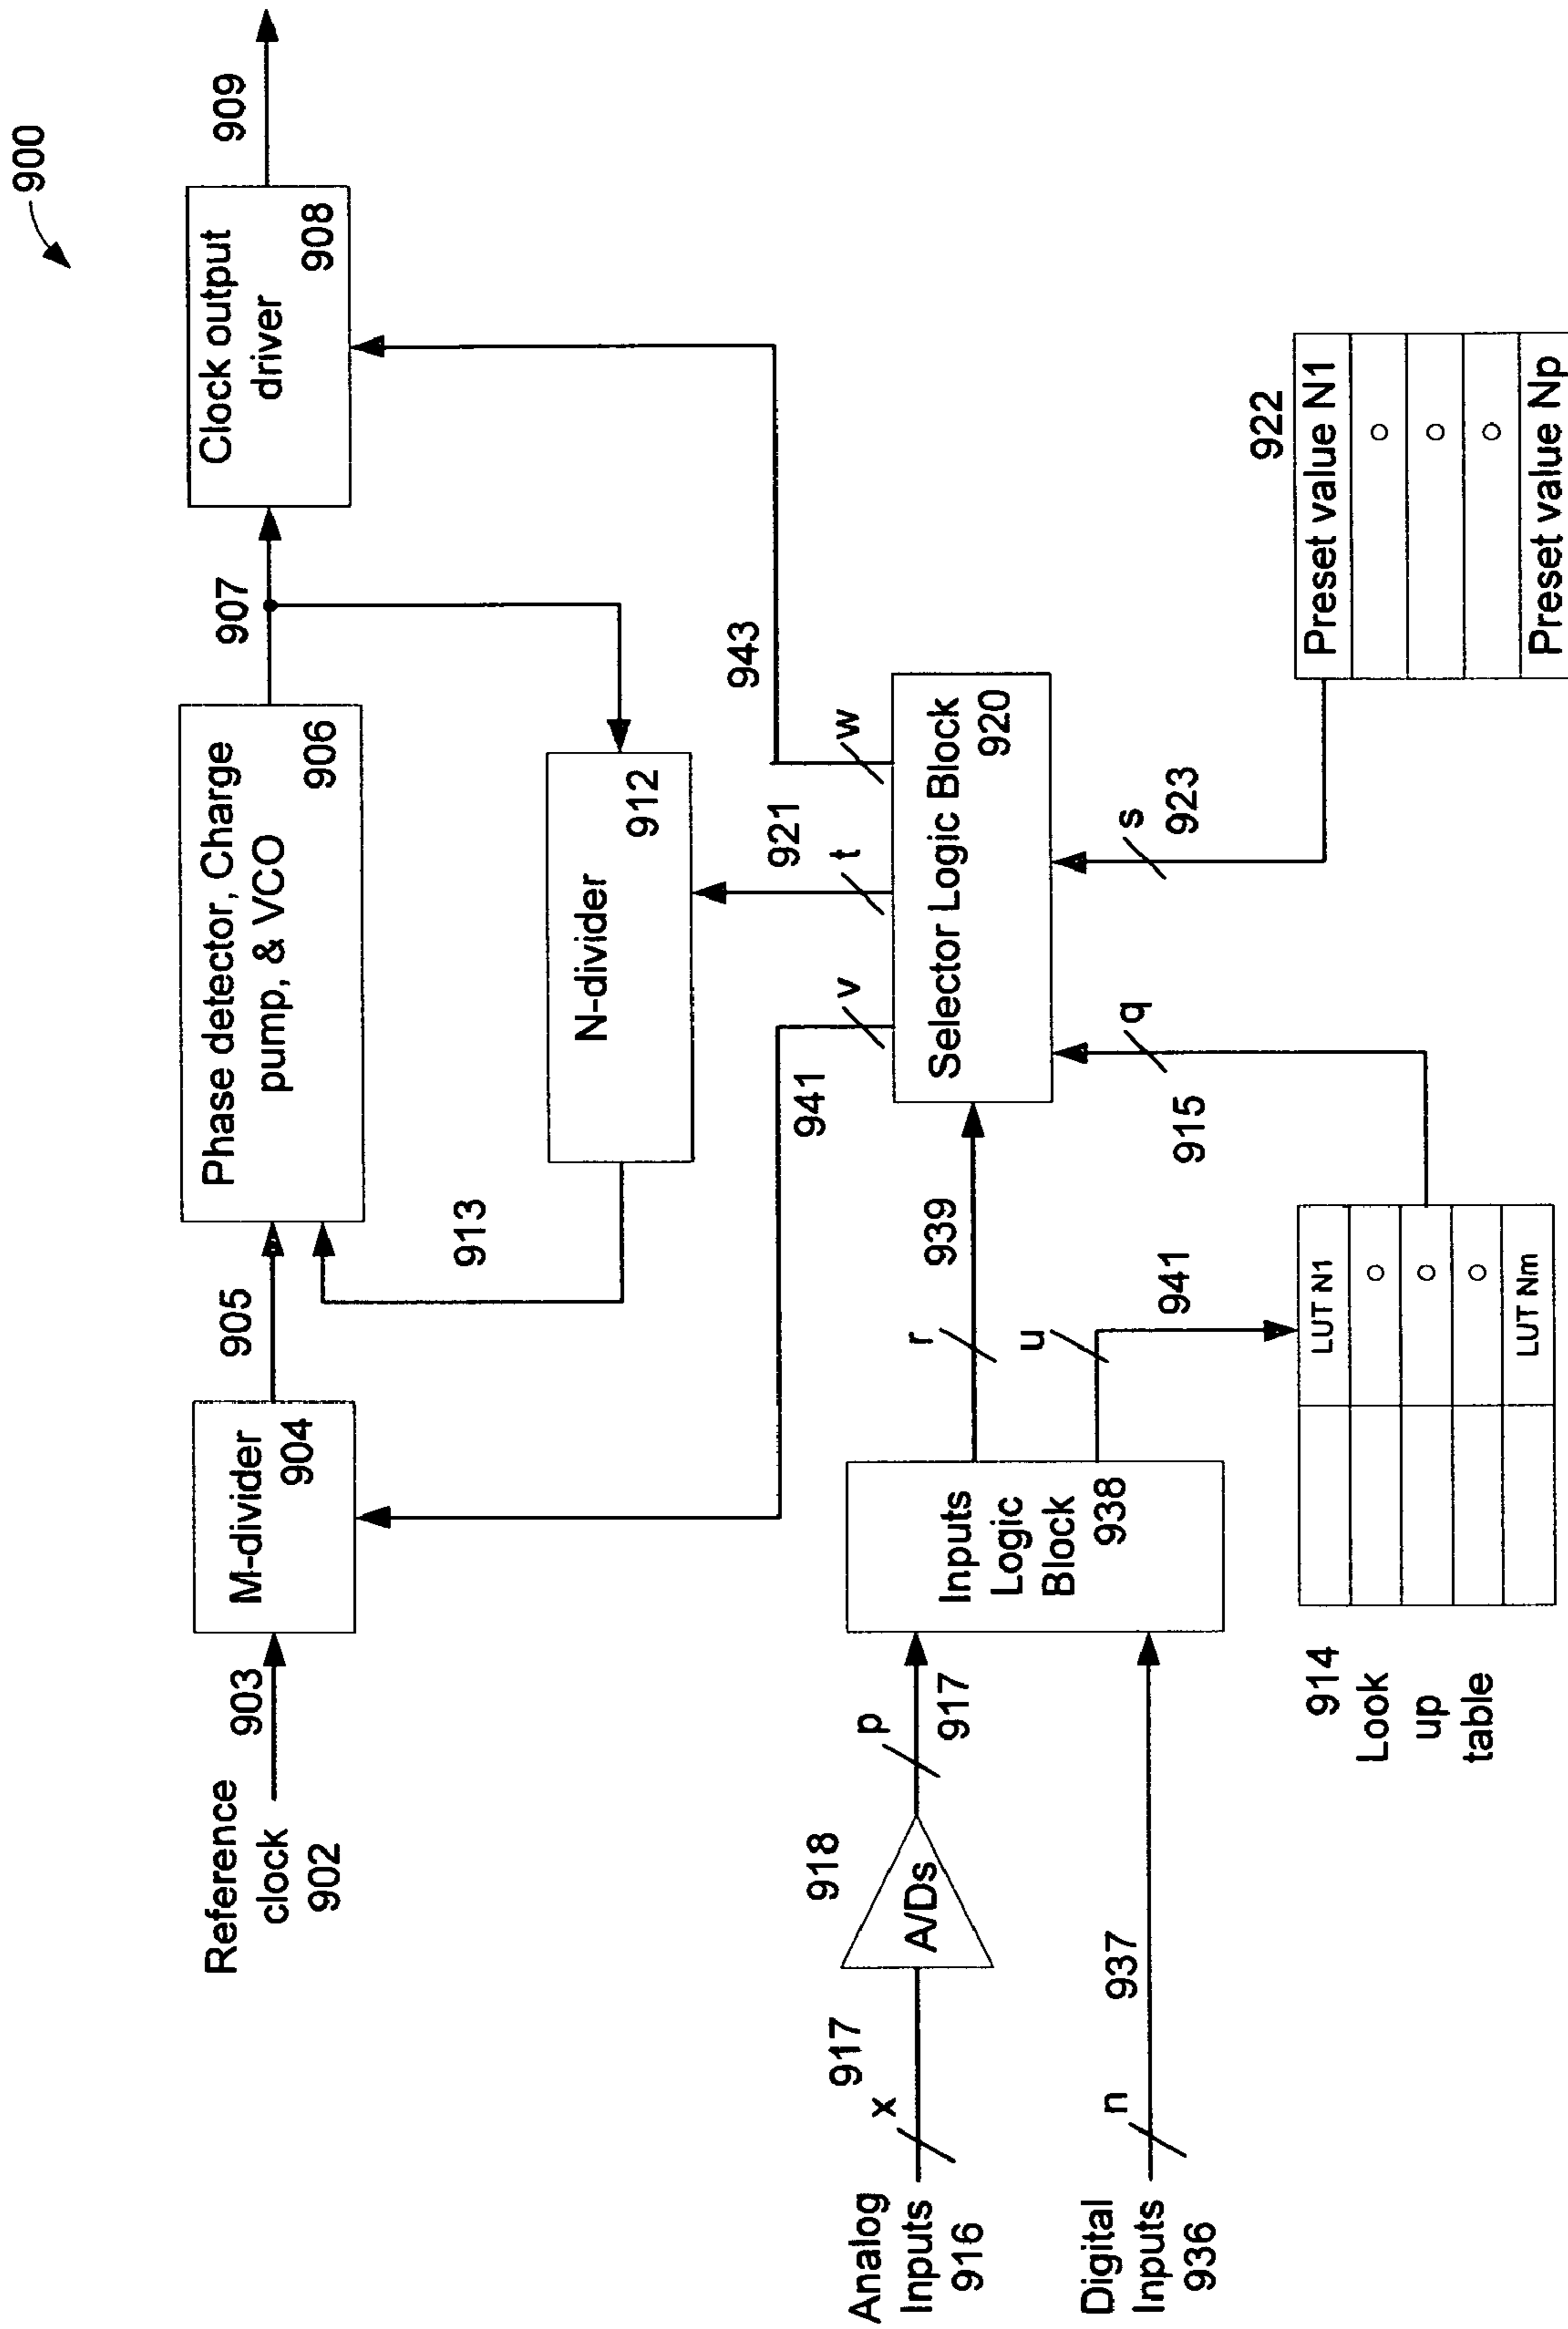 900
Reference
clock
902
903
M-divider
904
905
Phase detector, Charge
pump, & VCO
906
907
Clock output
driver
908
909
913
N-divider
912
941
v
921
t
943
w
Analog
Inputs
916
x
917
918
A/Ds
p
917
Digital
Inputs
936
n
937
Inputs
Logic
Block
938
r
939
u
941
Selector Logic Block
920
q
915
s
923
914
Look
up
table
LUT N1
LUT Nm
922
Preset value N1
Preset value Np